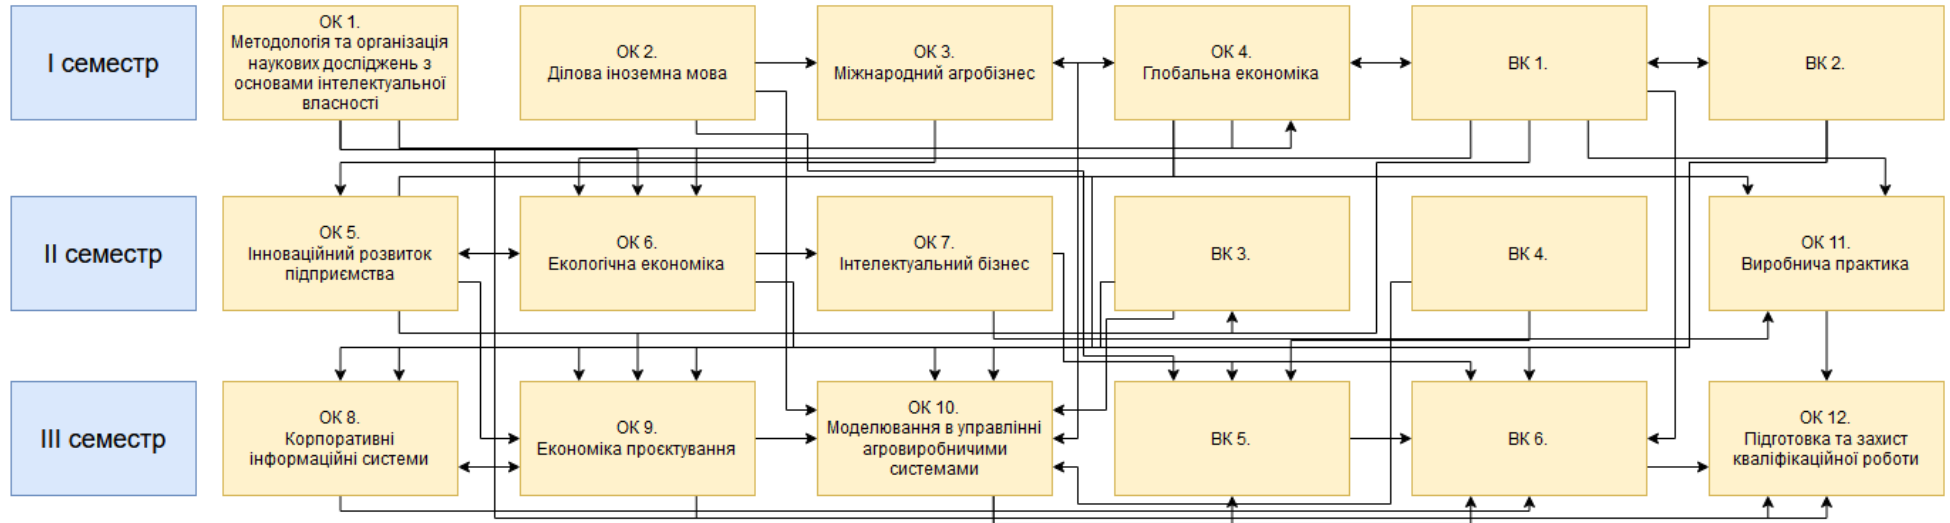 I семестр
ОК 1.
Методологія та організація
наукових досліджень з
основами інтелектуальної
власності
ОК 2.
Ділова іноземна мова
ОК 3.
Міжнародний агробізнес
ОК 4.
Глобальна економіка
ВК 1.
ВК 2.
II семестр
ОК 5.
Інноваційний розвиток
підприємства
ОК 6.
Екологічна економіка
ОК 7.
Інтелектуальний бізнес
ВК 3.
ВК 4.
ОК 11.
Виробнича практика
III семестр
ОК 8.
Корпоративні
інформаційні системи
ОК 9.
Економіка проєктування
ОК 10.
Моделювання в управлінні
агровиробничими
системами
ВК 5.
ВК 6.
ОК 12.
Підготовка та захист
кваліфікаційної роботи